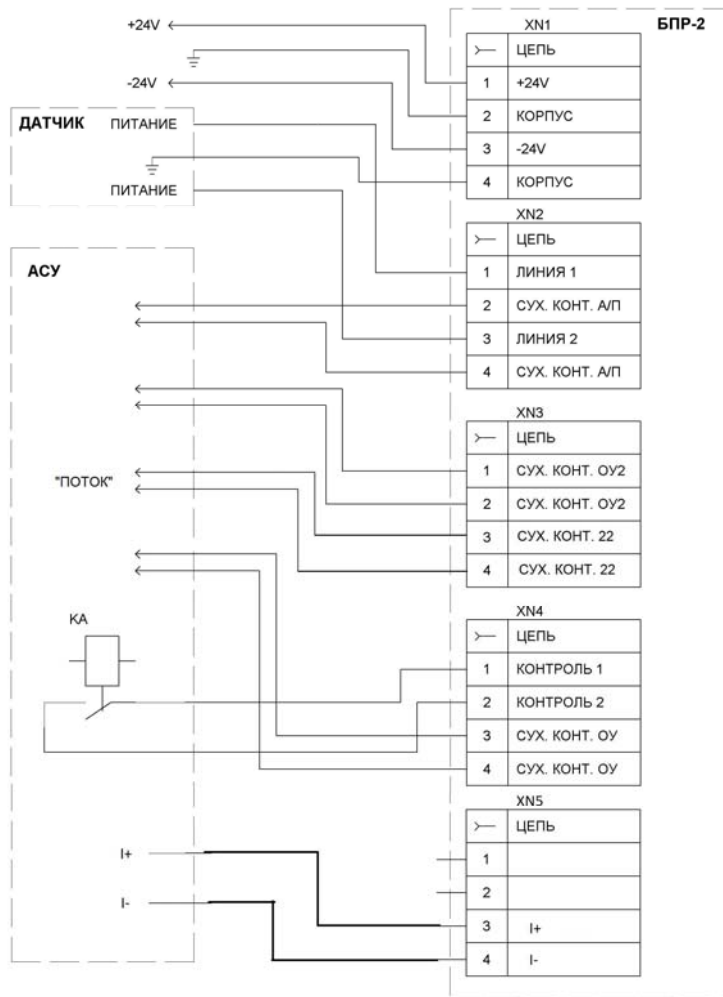 +24V
XN1
БПР-2
ЦЕПЬ
-24V
1 +24V
2 КОРПУС
ДАТЧИК ПИТАНИЕ
3 -24V
4 КОРПУС
ПИТАНИЕ
XN2
ЦЕПЬ
АСУ
1 ЛИНИЯ 1
2 СУХ. КОНТ. А/П
3 ЛИНИЯ 2
4 СУХ. КОНТ. А/П
XN3
ЦЕПЬ
"ПОТОК"
1 СУХ. КОНТ. ОУ2
2 СУХ. КОНТ. ОУ2
3 СУХ. КОНТ. 22
4 СУХ. КОНТ. 22
КА
XN4
ЦЕПЬ
1 КОНТРОЛЬ 1
2 КОНТРОЛЬ 2
3 СУХ. КОНТ. ОУ
4 СУХ. КОНТ. ОУ
XN5
ЦЕПЬ
I+
1
2
I-
3 I+
4 I-